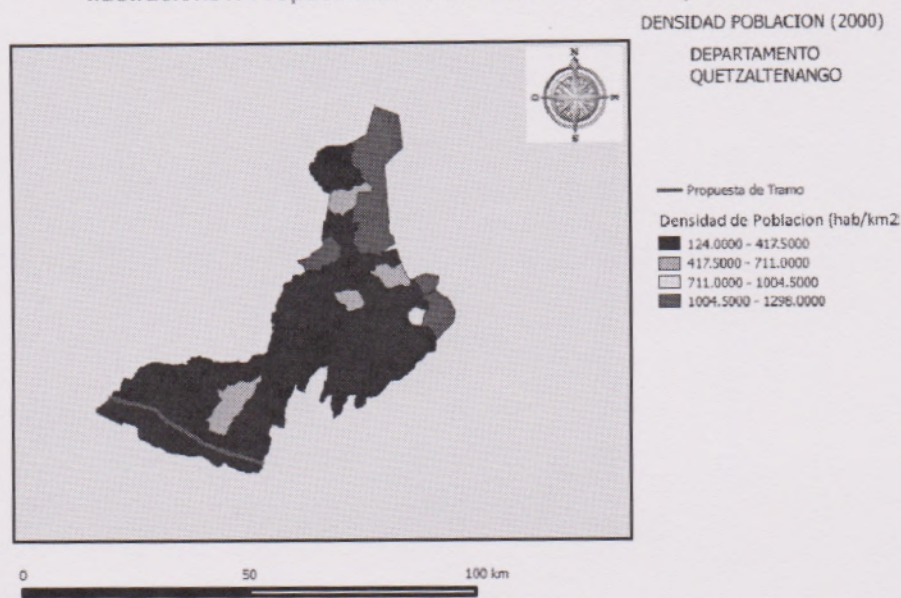 DENSIDAD POBLACION (2000)
DEPARTAMENTO
QUETZALTENANGO
N
O
E
S
Propuesta de Tramo
Densidad de Poblacion (hab/km2
124.0000 - 417.5000
417.5000 - 711.0000
711.0000 - 1004.5000
1004.5000 - 1298.0000
0
50
100 km